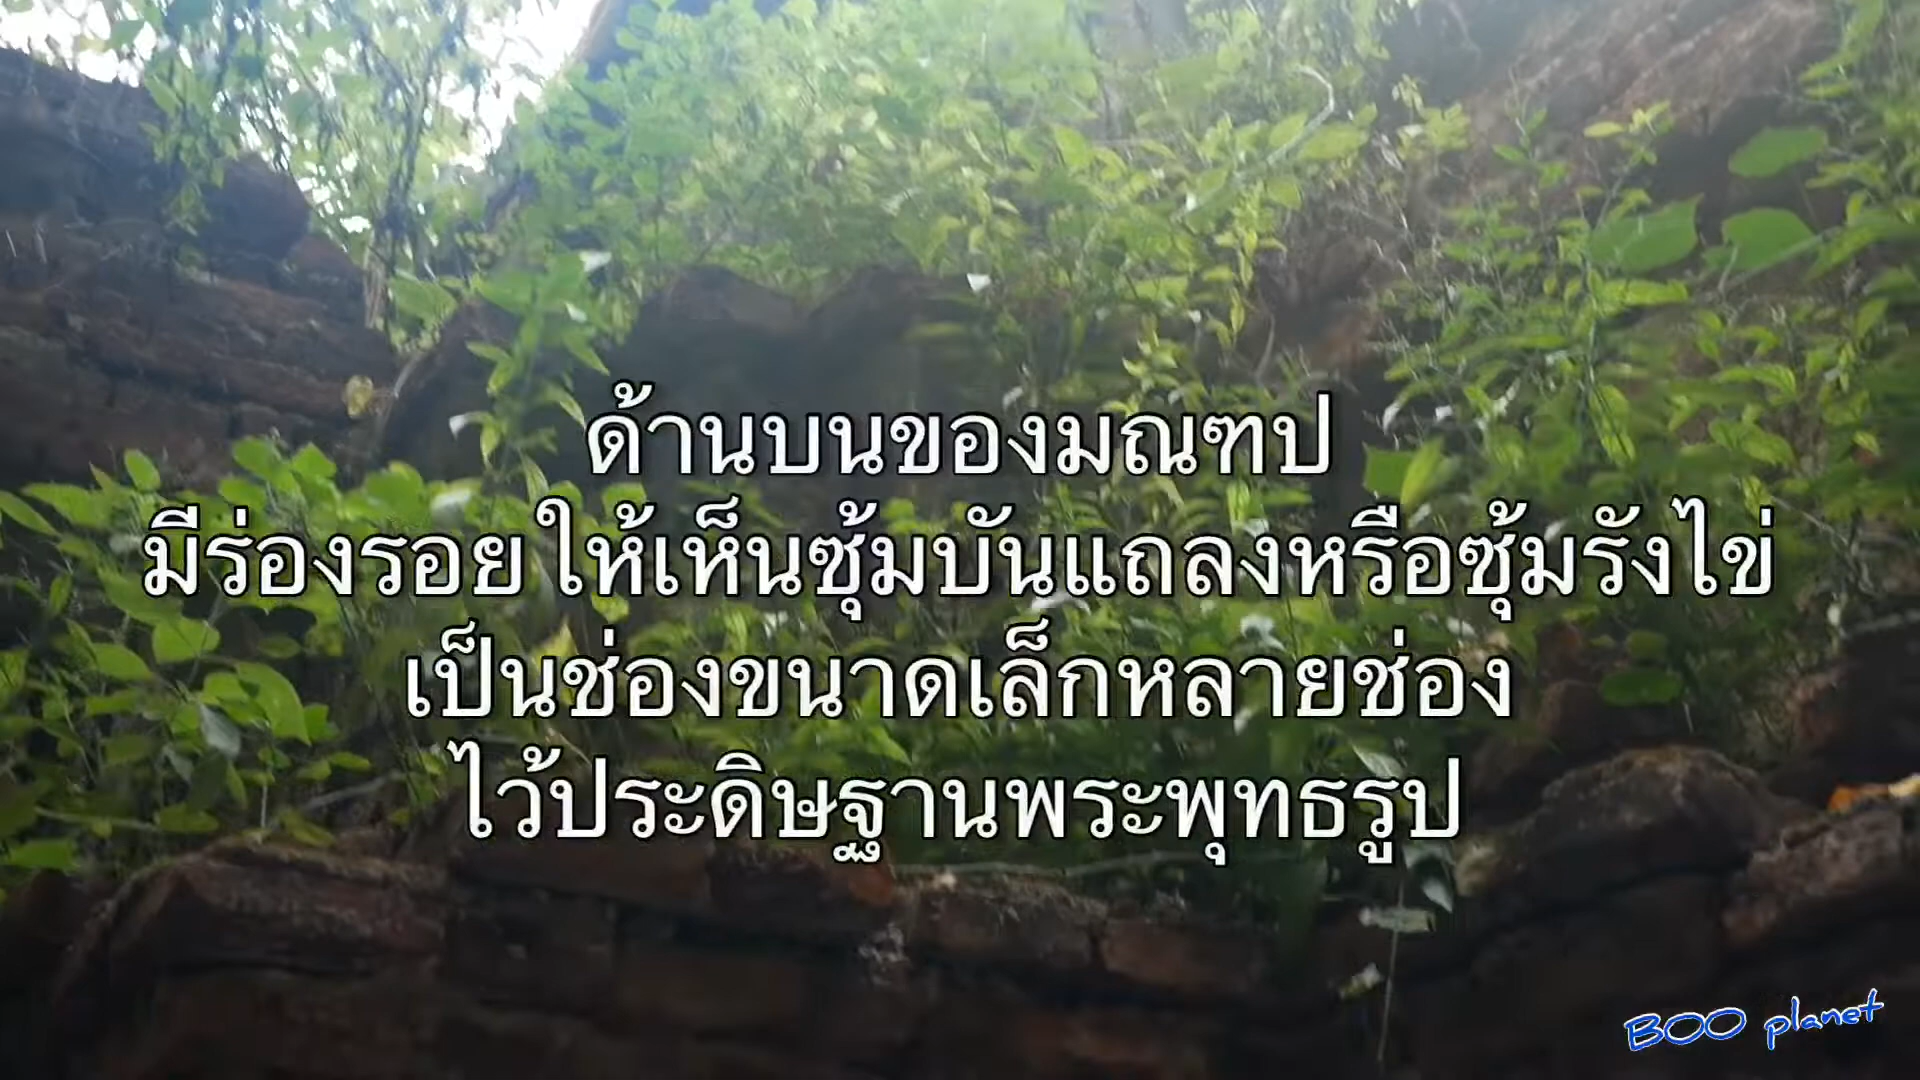 ด้านบนของมณฑป
มีร่องรอย ให้เห็นซุ้มบันแถลงหรือซุ้มรังไข่
เป็นช่องขนาดเล็กหลายช่อง
ไว้ประดิษฐานพระพุทธรูป
BOO planet